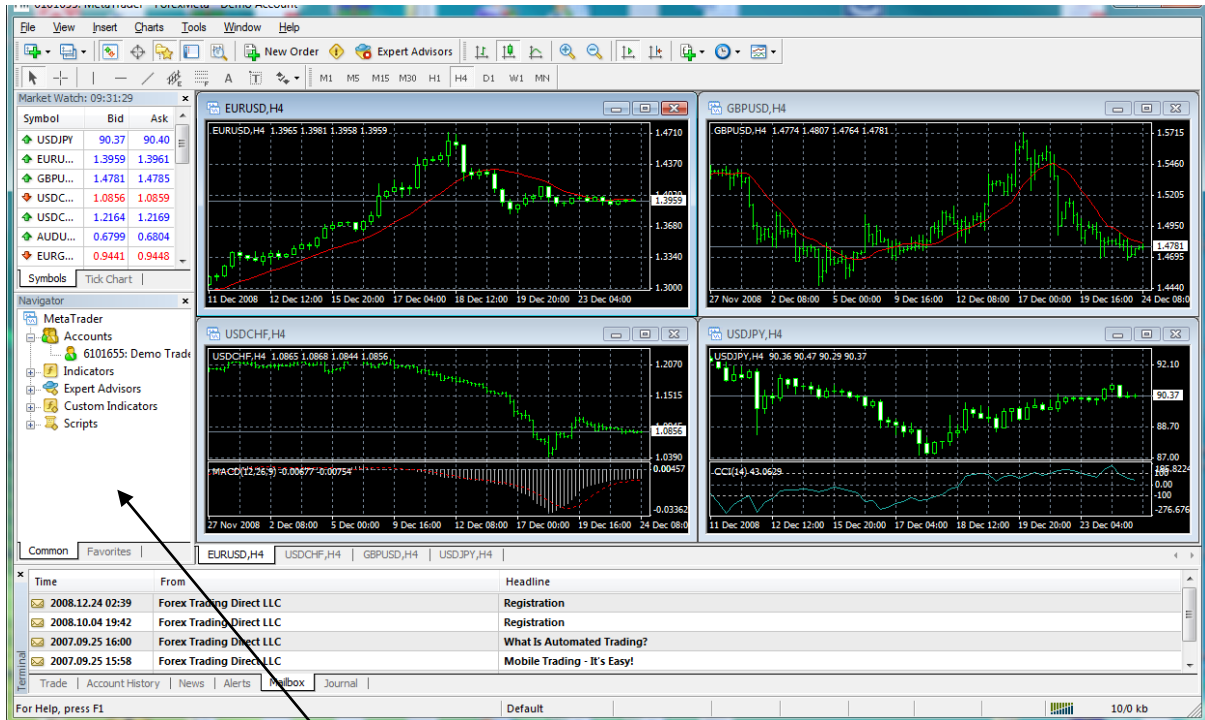 6101655: MetaTrader - ForexMeta - Demo Account
File View Insert Charts Tools Window Help
New Order Expert Advisors
A T M1 M5 M15 M30 H1 H4 D1 W1 MN
Market Watch: 09:31:29
Symbol Bid Ask
USDJPY 90.37 90.40
EURU... 1.3959 1.3961
GBPU... 1.4781 1.4785
USDC... 1.0856 1.0859
USDC... 1.2164 1.2169
AUDU... 0.6799 0.6804
EURG... 0.9441 0.9448
Symbols Tick Chart
Navigator
MetaTrader
Accounts
6101655: Demo Trade
Indicators
Expert Advisors
Custom Indicators
Scripts
Common Favorites
EURUSD,H4
EURUSD,H4 1.3965 1.3981 1.3958 1.3959
1.4710
1.4370
1.3959
1.3680
1.3340
1.3000
11 Dec 2008 12 Dec 12:00 15 Dec 20:00 17 Dec 04:00 18 Dec 12:00 19 Dec 20:00 23 Dec 04:00
GBPUSD,H4
GBPUSD,H4 1.4774 1.4807 1.4764 1.4781
1.5715
1.5460
1.5205
1.4950
1.4781
1.4695
1.4440
27 Nov 2008 2 Dec 08:00 5 Dec 00:00 9 Dec 16:00 12 Dec 08:00 17 Dec 00:00 19 Dec 16:00 24 Dec 08:0
USDCHF,H4
USDCHF,H4 1.0865 1.0868 1.0844 1.0856
1.2070
1.1515
1.0856
1.0390
MACD(12,26,9) -0.00677 -0.00754
0.00457
-0.03362
27 Nov 2008 2 Dec 08:00 5 Dec 00:00 9 Dec 16:00 12 Dec 08:00 17 Dec 00:00 19 Dec 16:00 24 Dec 08:0
USDJPY,H4
USDJPY,H4 90.36 90.47 90.29 90.37
92.10
90.37
88.70
87.00
CCI(14) 43.0629
185.8224
100
0.00
-100
-276.676
11 Dec 2008 12 Dec 12:00 15 Dec 20:00 17 Dec 04:00 18 Dec 12:00 19 Dec 20:00 23 Dec 04:00
EURUSD,H4 USDCHF,H4 GBPUSD,H4 USDJPY,H4
Time From Headline
2008.12.24 02:39 Forex Trading Direct LLC Registration
2008.10.04 19:42 Forex Trading Direct LLC Registration
2007.09.25 16:00 Forex Trading Direct LLC What Is Automated Trading?
2007.09.25 15:58 Forex Trading Direct LLC Mobile Trading - It's Easy!
Terminal
Trade Account History News Alerts Mailbox Journal
For Help, press F1 Default 10/0 kb